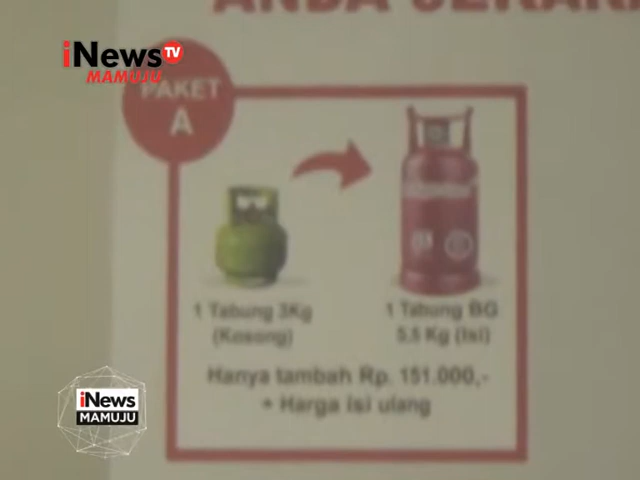 iNews TV
MAMUJU
PAKET
A
1 Tabung 3Kg
(Kosong)
1 Tabung BG
5,5 Kg (Isi)
Hanya tambah Rp. 151.000,-
+ Harga isi ulang
iNews
MAMUJU